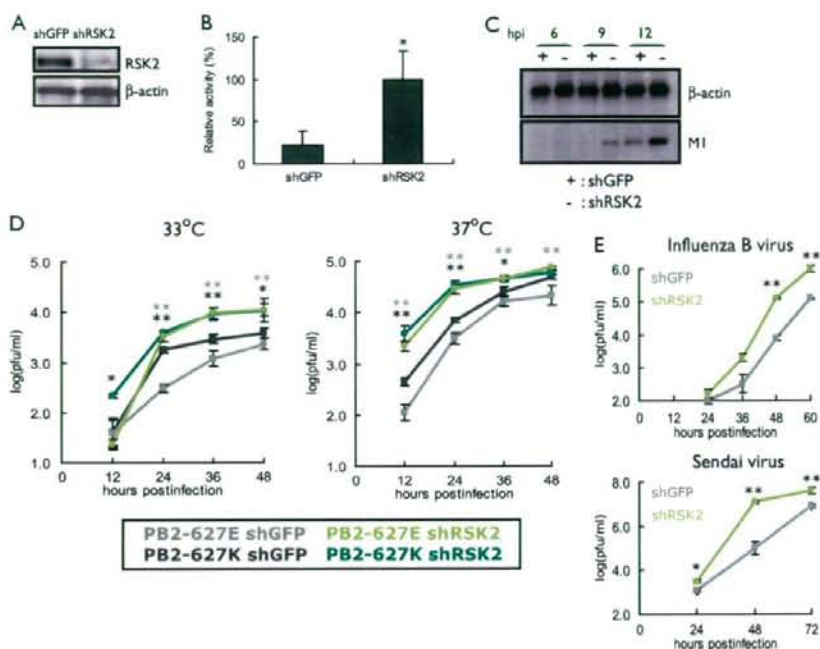 A
shGFP shRSK2
RSK2
β-actin
B
Relative activity (%)
150
100
50
0
*
shGFP
shRSK2
C
hpi 6 9 12
+ - + - + -
β-actin
M1
+ : shGFP
- : shRSK2
D
33°C
log(pfu/ml)
5.0
4.0
3.0
2.0
1.0
*
**
**
**
**
**
*
0 12 24 36 48
hours postinfection
37°C
log(pfu/ml)
5.0
4.0
3.0
2.0
1.0
**
**
**
**
**
*
**
0 12 24 36 48
hours postinfection
PB2-627E shGFP PB2-627E shRSK2
PB2-627K shGFP PB2-627K shRSK2
E
Influenza B virus
log(pfu/ml)
6.0
5.0
4.0
3.0
2.0
shGFP
shRSK2
**
**
0 12 24 36 48 60
hours postinfection
Sendai virus
log(pfu/ml)
8.0
6.0
4.0
2.0
shGFP
shRSK2
*
**
**
0 24 48 72
hours postinfection